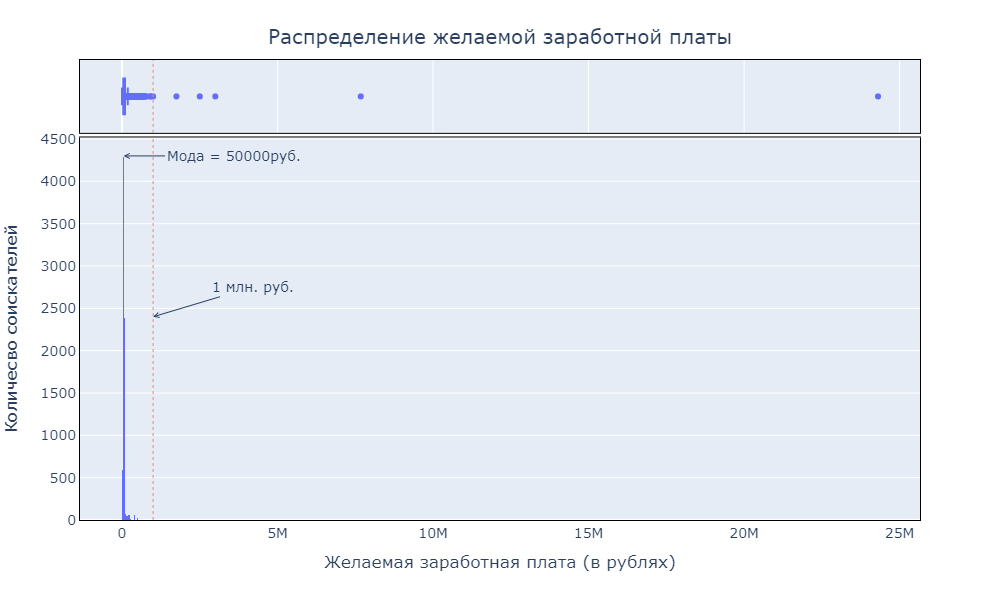 Распределение желаемой заработной платы
4500
Мода = 50000руб.
4000
3500
3000
1 млн. руб.
2500
2000
1500
1000
500
0
Количесво соискателей
0 5M 10M 15M 20M 25M
Желаемая заработная плата (в рублях)